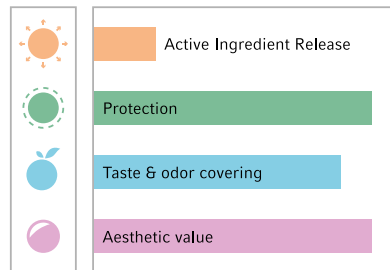 Active Ingredient Release
Protection
Taste & odor covering
Aesthetic value